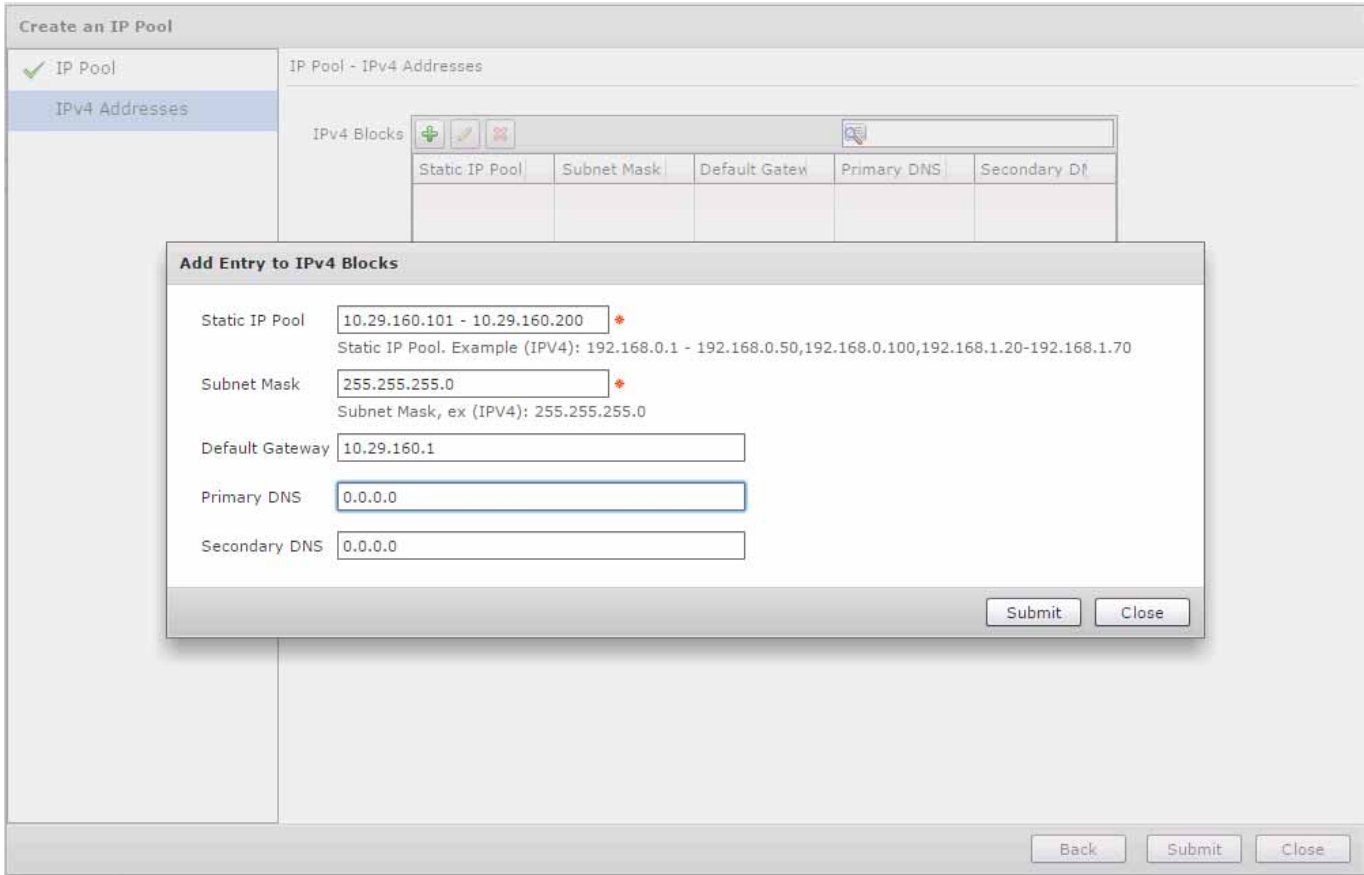 Create an IP Pool
IP Pool
IPv4 Addresses
IP Pool - IPv4 Addresses
IPv4 Blocks
Static IP Pool Subnet Mask Default Gatew Primary DNS Secondary DN
Add Entry to IPv4 Blocks
Static IP Pool 10.29.160.101 - 10.29.160.200 *
Static IP Pool. Example (IPV4): 192.168.0.1 - 192.168.0.50,192.168.0.100,192.168.1.20-192.168.1.70
Subnet Mask 255.255.255.0 *
Subnet Mask, ex (IPV4): 255.255.255.0
Default Gateway 10.29.160.1
Primary DNS 0.0.0.0
Secondary DNS 0.0.0.0
Submit Close
Back Submit Close